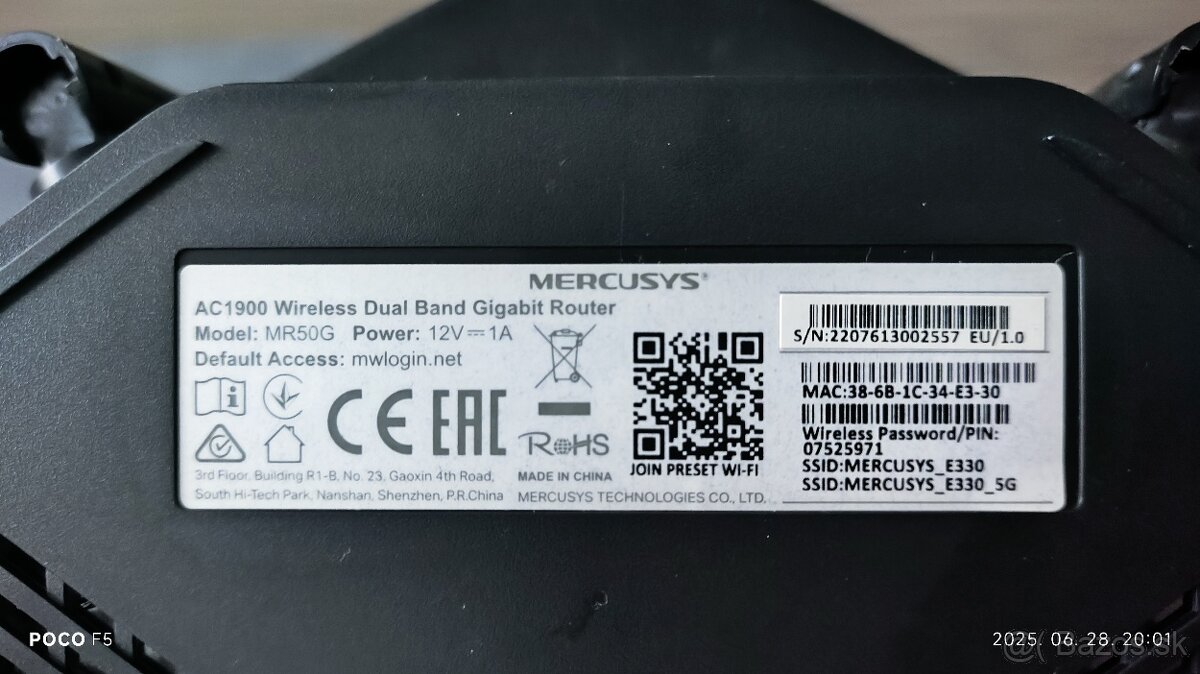 MERCUSYS®
AC1900 Wireless Dual Band Gigabit Router
Model: MR50G Power: 12V⎓1A
Default Access: mwlogin.net
CE EAC RoHS
3rd Floor, Building R1-B, No. 23, Gaoxin 4th Road,
South Hi-Tech Park, Nanshan, Shenzhen, P.R.China
MADE IN CHINA
MERCUSYS TECHNOLOGIES CO., LTD.
JOIN PRESET WI-FI
S/N:2207613002557 EU/1.0
MAC:38-6B-1C-34-E3-30
Wireless Password/PIN:
07525971
SSID:MERCUSYS_E330
SSID:MERCUSYS_E330_5G
POCO F5
2025. 06. 28. 20:01
Bazos.sk